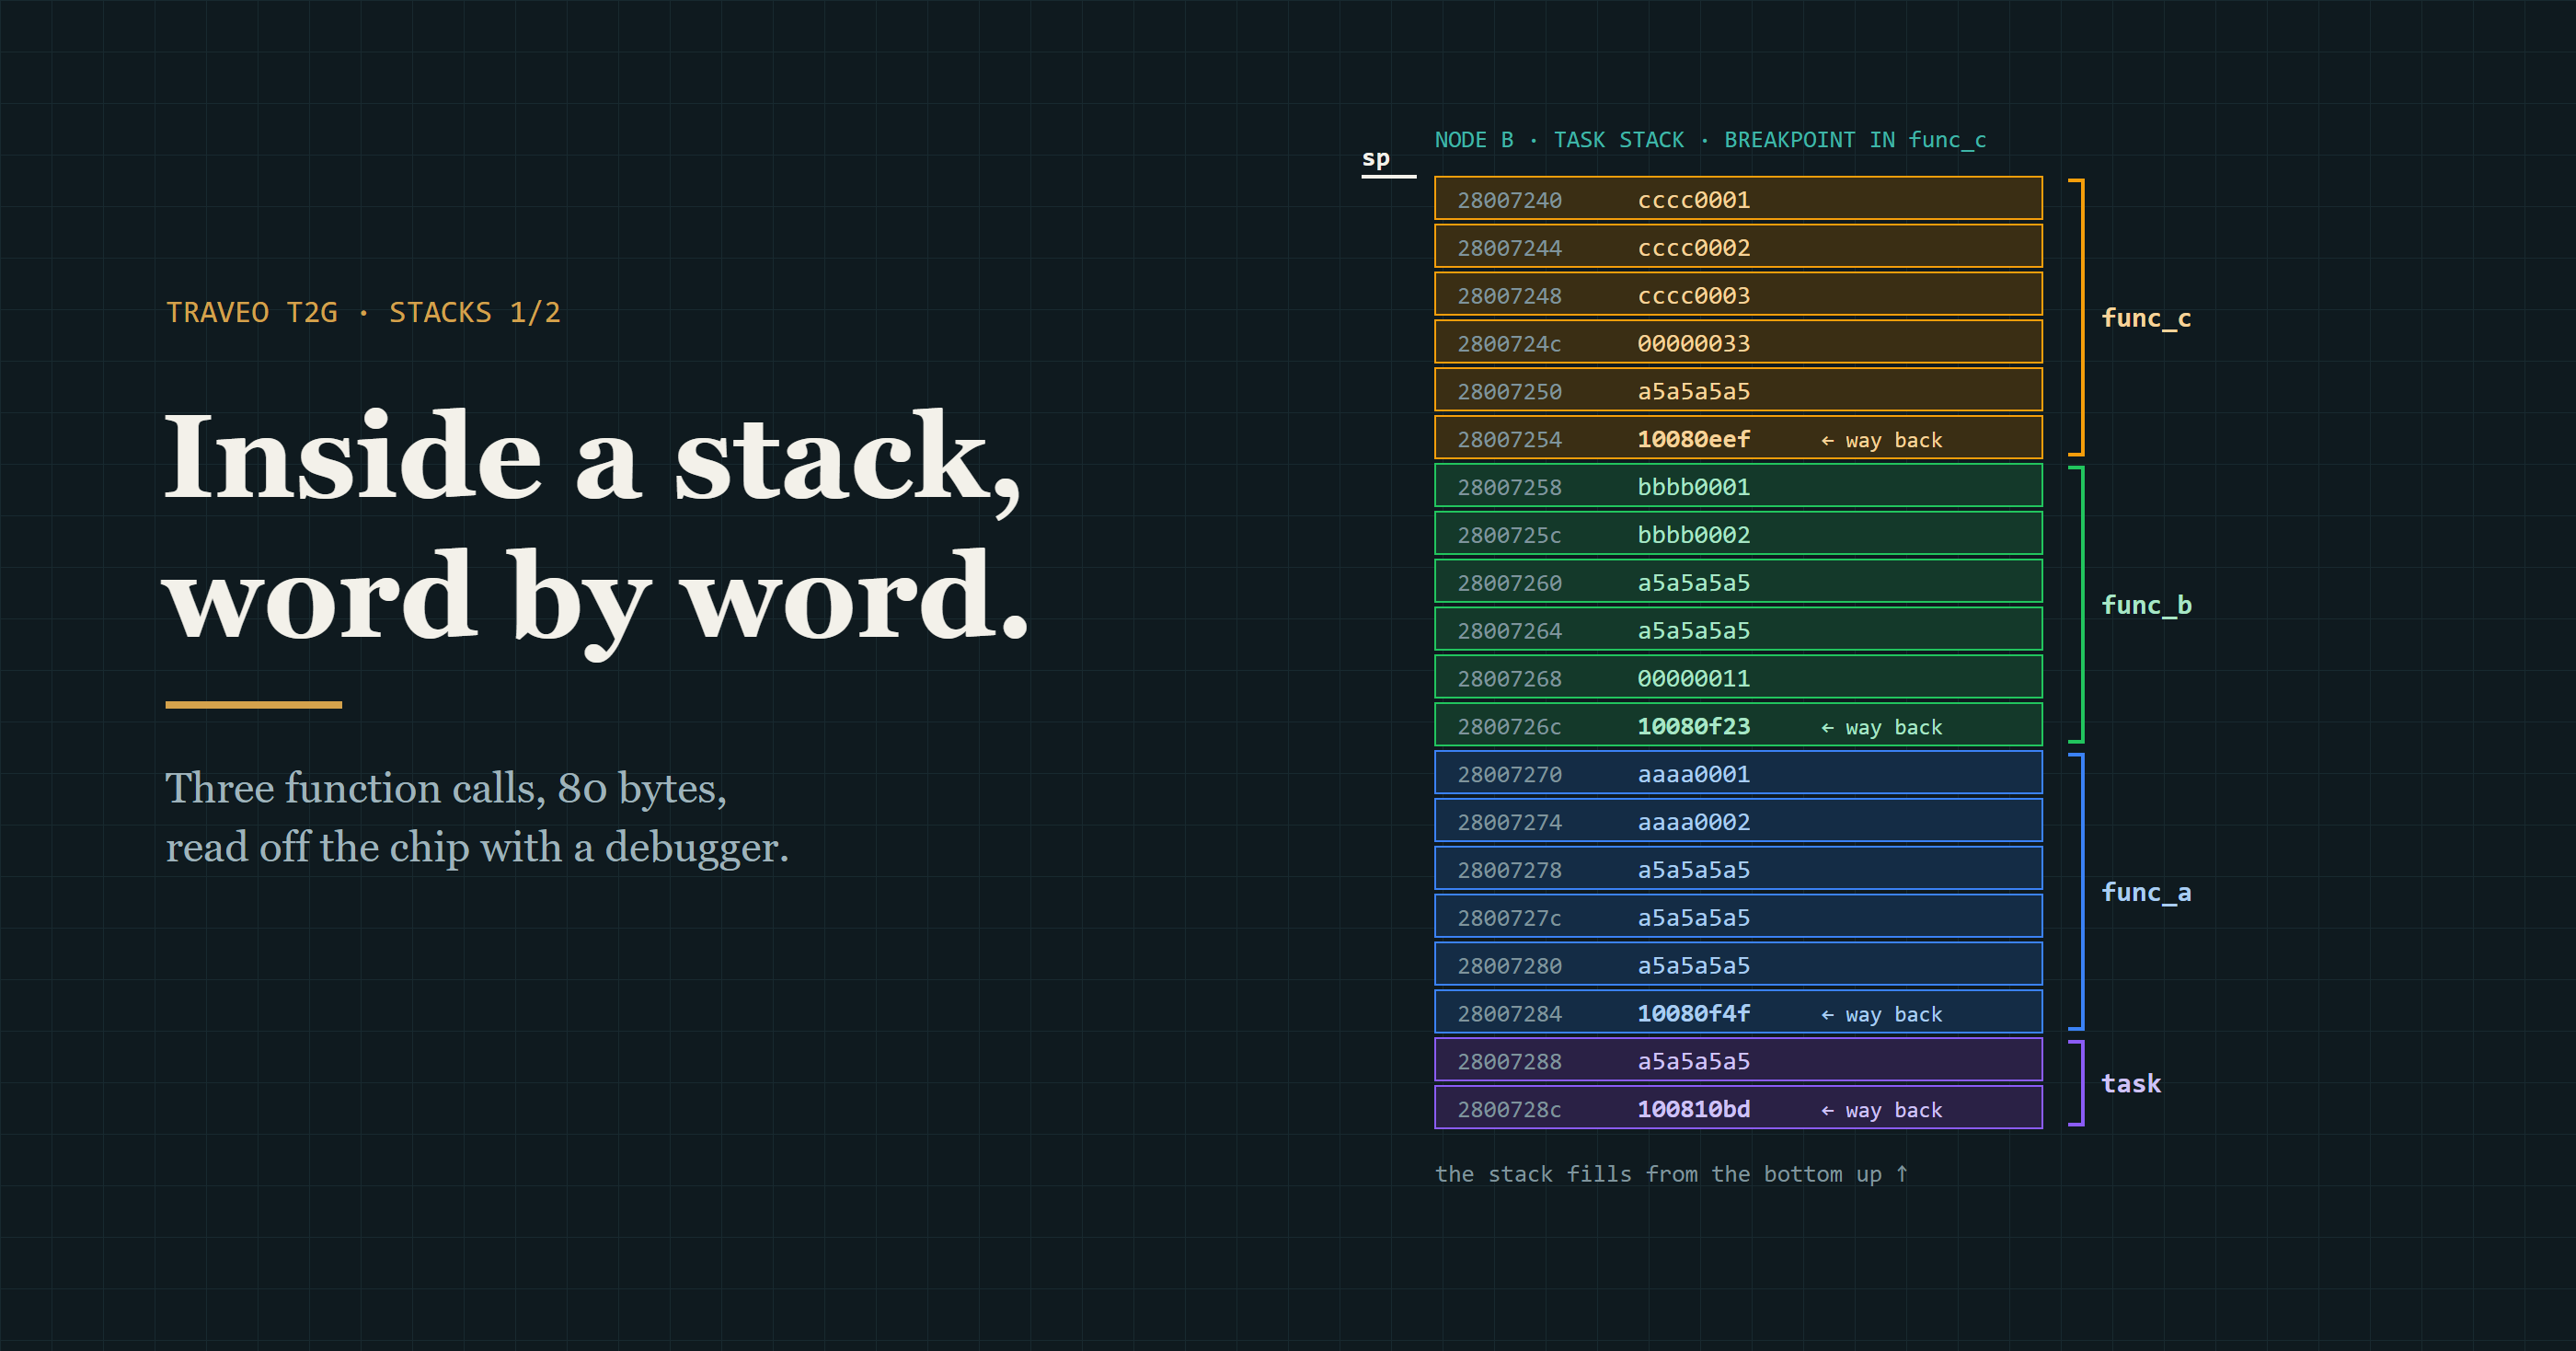 TRAVEO T2G · STACKS 1/2
Inside a stack,
word by word.
Three function calls, 80 bytes,
read off the chip with a debugger.
NODE B · TASK STACK · BREAKPOINT IN func_c
sp
28007240 cccc0001
28007244 cccc0002
28007248 cccc0003
2800724c 00000033
28007250 a5a5a5a5
28007254 10080eef ← way back
func_c
28007258 bbbb0001
2800725c bbbb0002
28007260 a5a5a5a5
28007264 a5a5a5a5
28007268 00000011
2800726c 10080f23 ← way back
func_b
28007270 aaaa0001
28007274 aaaa0002
28007278 a5a5a5a5
2800727c a5a5a5a5
28007280 a5a5a5a5
28007284 10080f4f ← way back
func_a
28007288 a5a5a5a5
2800728c 100810bd ← way back
task
the stack fills from the bottom up ↑